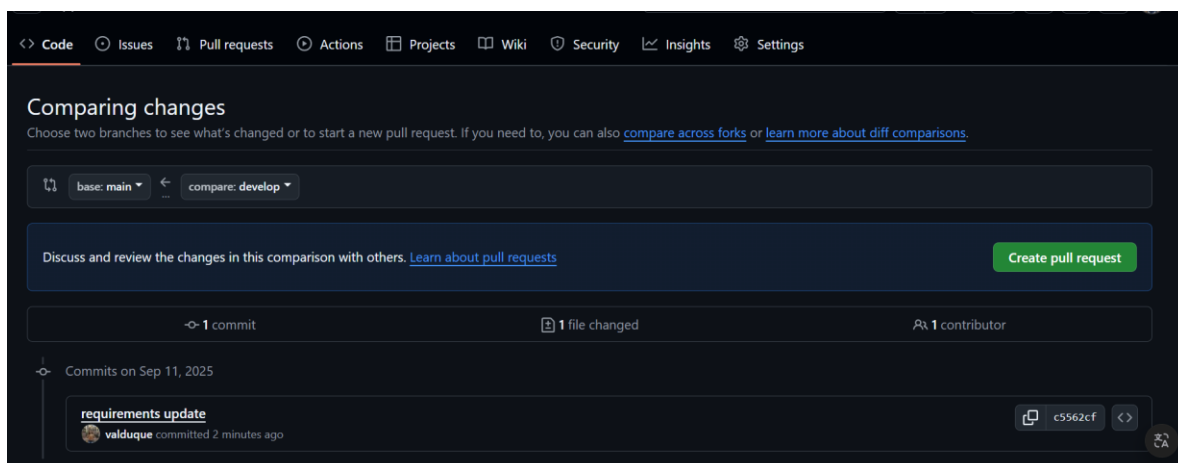 Code Issues Pull requests Actions Projects Wiki Security Insights Settings
Comparing changes
Choose two branches to see what's changed or to start a new pull request. If you need to, you can also compare across forks or learn more about diff comparisons.
base: main compare: develop
Discuss and review the changes in this comparison with others. Learn about pull requests
Create pull request
1 commit 1 file changed 1 contributor
Commits on Sep 11, 2025
requirements update
c5562cf
valduque committed 2 minutes ago